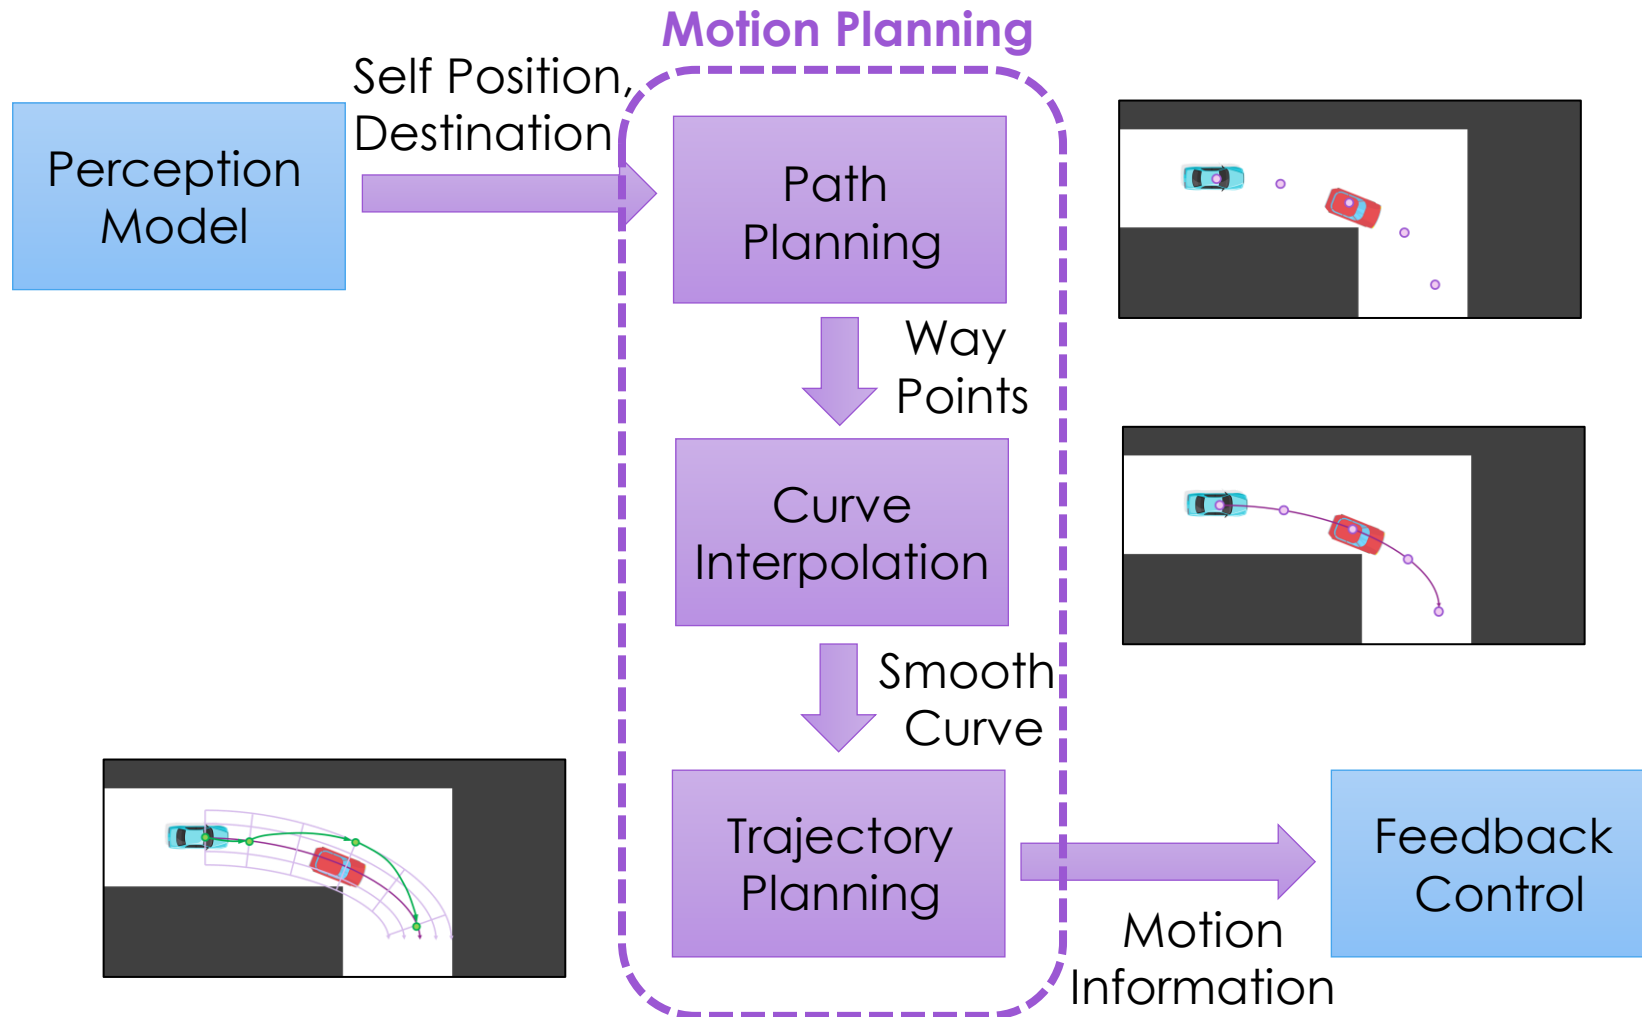 Motion Planning
Self Position,
Destination
Perception
Model
Path
Planning
Way
Points
Curve
Interpolation
Smooth
Curve
Trajectory
Planning
Motion
Information
Feedback
Control